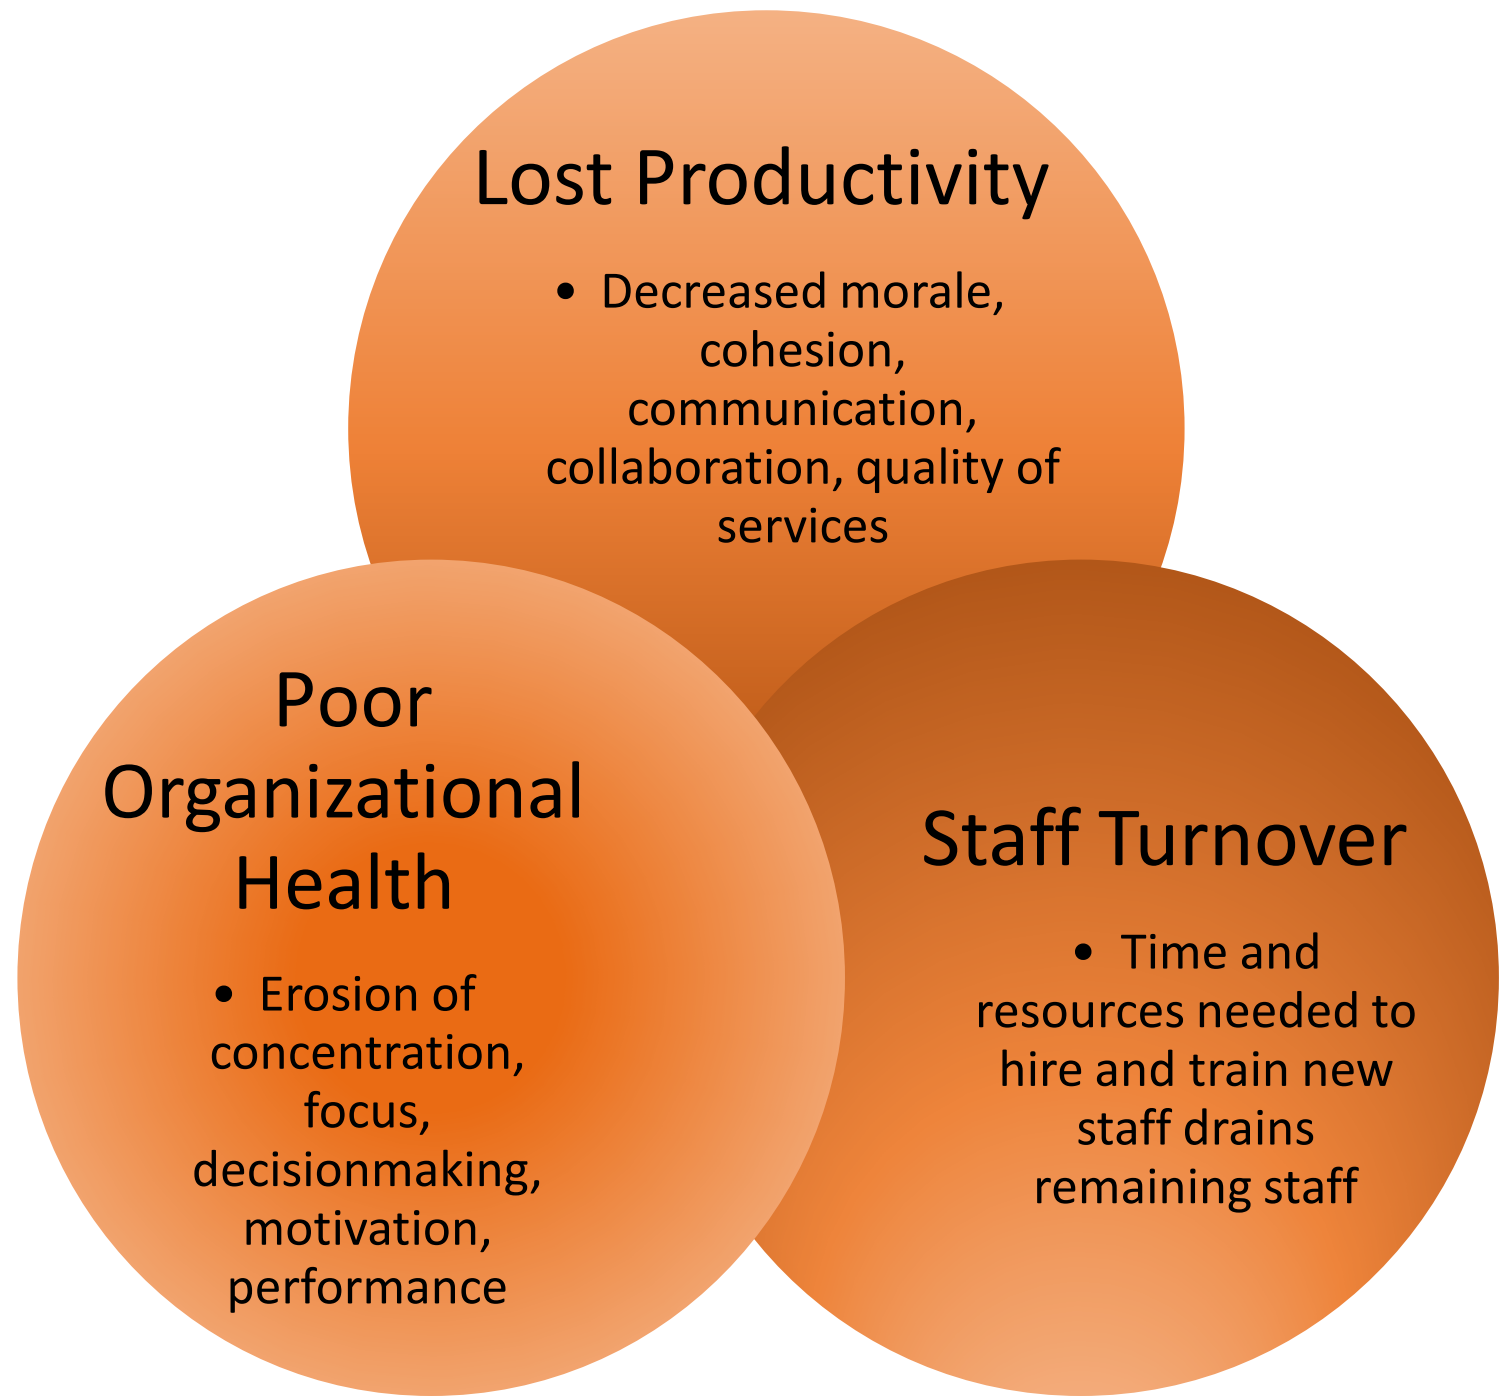 Lost Productivity
• Decreased morale,
cohesion,
communication,
collaboration, quality of
services
Poor
Organizational
Health
• Erosion of
concentration,
focus,
decisionmaking,
motivation,
performance
Staff Turnover
• Time and
resources needed to
hire and train new
staff drains
remaining staff